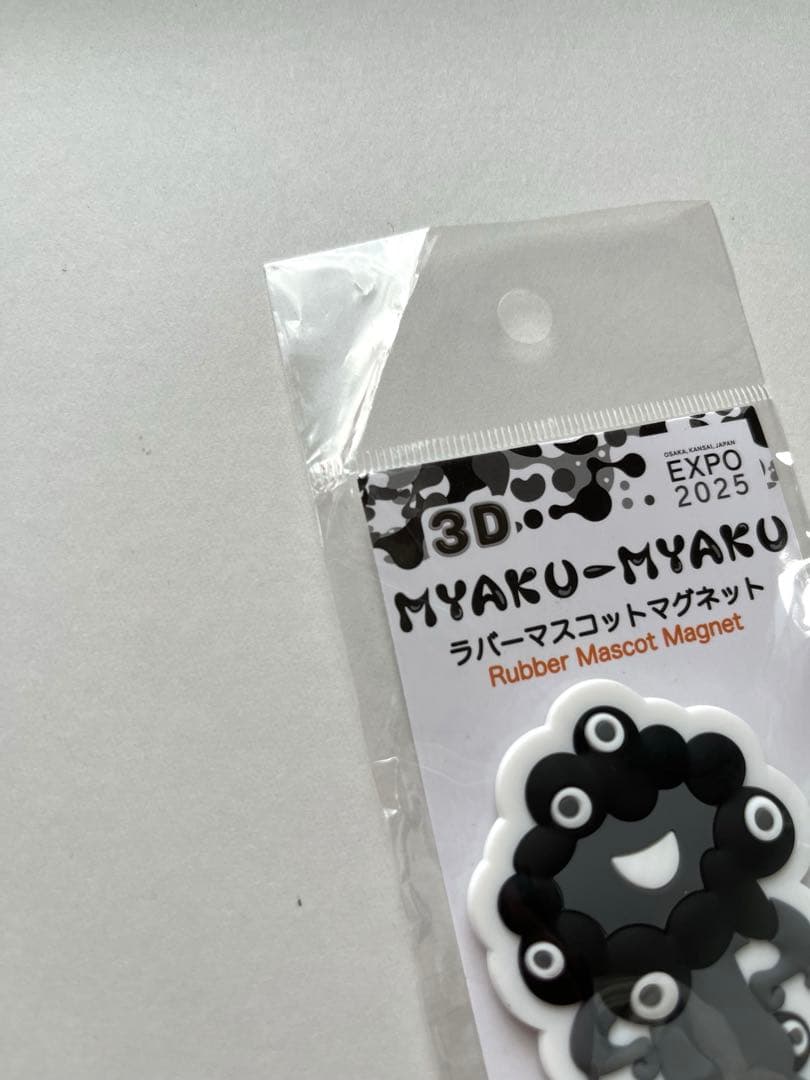 OSAKA, KANSAI, JAPAN
EXPO
2025
3D
MYAKU-MYAKU
ラバーマスコットマグネット
Rubber Mascot Magnet